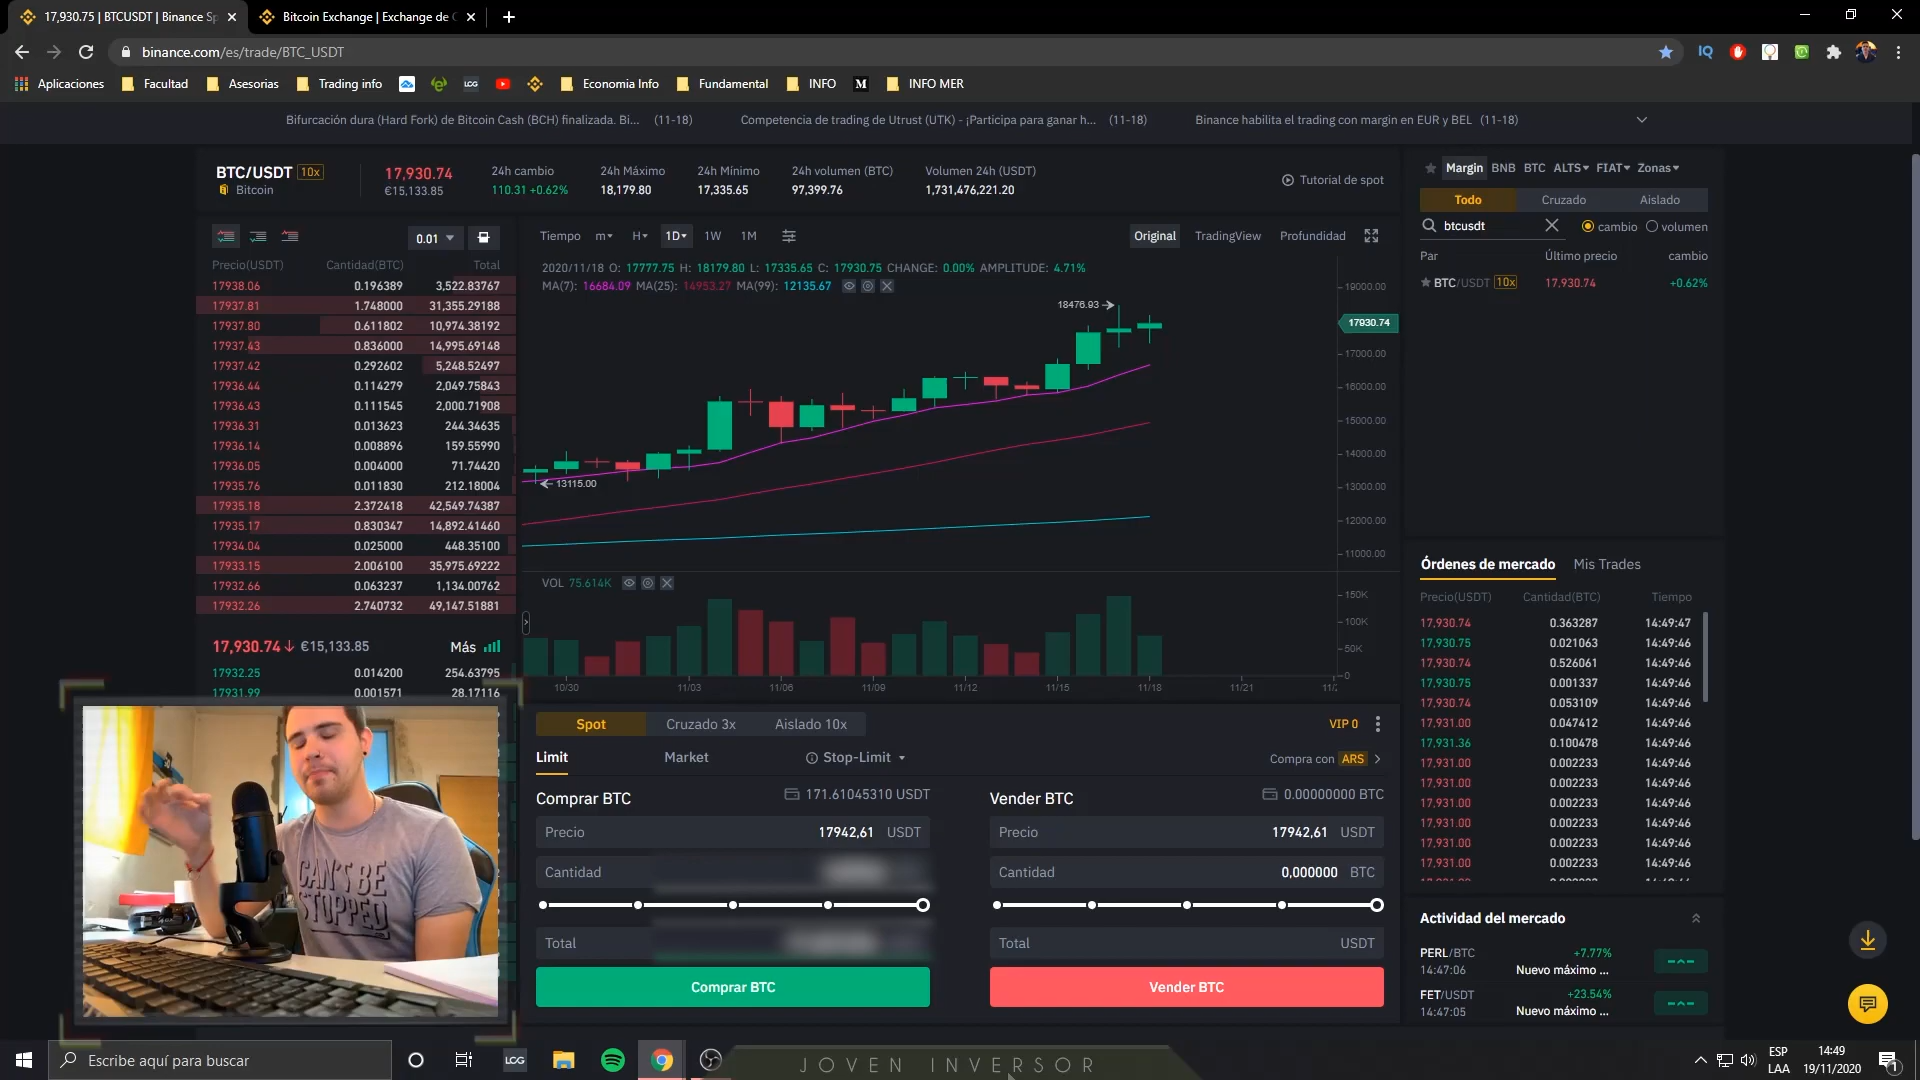 17,930.75 | BTCUSDT | Binance Sp
Bitcoin Exchange | Exchange de
binance.com/es/trade/BTC_USDT
Aplicaciones Facultad Asesorias Trading info LCG Economia Info Fundamental INFO M INFO MER
Bifurcación dura (Hard Fork) de Bitcoin Cash (BCH) finalizada. Bi... (11-18) Competencia de trading de Utrust (UTK) - ¡Participa para ganar h... (11-18) Binance habilita el trading con margin en EUR y BEL (11-18)
BTC/USDT 10x
Bitcoin
17,930.74
€15,133.85
24h cambio
110.31 +0.62%
24h Máximo
18,179.80
24h Mínimo
17,335.65
24h volumen (BTC)
97,399.76
Volumen 24h (USDT)
1,731,476,221.20
Tutorial de spot
0.01
Precio(USDT) Cantidad(BTC) Total
17938.06 0.196389 3,522.83767
17937.81 1.748000 31,355.29188
17937.80 0.611802 10,974.38192
17937.43 0.836000 14,995.69148
17937.42 0.292602 5,248.52497
17936.44 0.114279 2,049.75843
17936.43 0.111545 2,000.71908
17936.31 0.013623 244.34635
17936.14 0.008896 159.55990
17936.05 0.004000 71.74420
17935.76 0.011830 212.18004
17935.18 2.372418 42,549.74387
17935.17 0.830347 14,892.41460
17934.04 0.025000 448.35100
17933.15 2.006100 35,975.69222
17932.66 0.063237 1,134.00762
17932.26 2.740732 49,147.51881
17,930.74 €15,133.85 Más
17932.25 0.014200 254.63795
17931.99 0.001571 28.17116
Tiempo m H 1D 1W 1M
Original TradingView Profundidad
2020/11/18 O: 17777.75 H: 18179.80 L: 17335.65 C: 17930.75 CHANGE: 0.00% AMPLITUDE: 4.71%
MA(7): 16684.09 MA(25): 14953.27 MA(99): 12135.67
18476.93
13115.00
19000.00
17930.74
17000.00
16000.00
15000.00
14000.00
13000.00
12000.00
11000.00
VOL 75.614K
150K
100K
50K
0
10/30 11/03 11/06 11/09 11/12 11/15 11/18 11/21
Spot Cruzado 3x Aislado 10x
VIP 0
Limit Market Stop-Limit
Compra con ARS
Comprar BTC 171.61045310 USDT
Precio 17942,61 USDT
Cantidad
Total
Comprar BTC
Vender BTC 0.00000000 BTC
Precio 17942,61 USDT
Cantidad 0,000000 BTC
Total USDT
Vender BTC
Margin BNB BTC ALTS FIAT Zonas
Todo Cruzado Aislado
btcusdt cambio volumen
Par Último precio cambio
BTC/USDT 10x 17,930.74 +0.62%
Órdenes de mercado Mis Trades
Precio(USDT) Cantidad(BTC) Tiempo
17,930.74 0.363287 14:49:47
17,930.75 0.021063 14:49:46
17,930.74 0.526061 14:49:46
17,930.75 0.001337 14:49:46
17,930.74 0.053109 14:49:46
17,931.00 0.047412 14:49:46
17,931.36 0.100478 14:49:46
17,931.00 0.002233 14:49:46
17,931.00 0.002233 14:49:46
17,931.00 0.002233 14:49:46
17,931.00 0.002233 14:49:46
17,931.00 0.002233 14:49:46
17,931.00 0.002233 14:49:46
Actividad del mercado
PERL/BTC +7.77%
14:47:06 Nuevo máximo ...
FET/USDT +23.54%
14:47:05 Nuevo máximo ...
CAN'T BE
STOPPED
Escribe aquí para buscar
LCG
JOVEN INVERSOR
ESP
LAA
14:49
19/11/2020
1